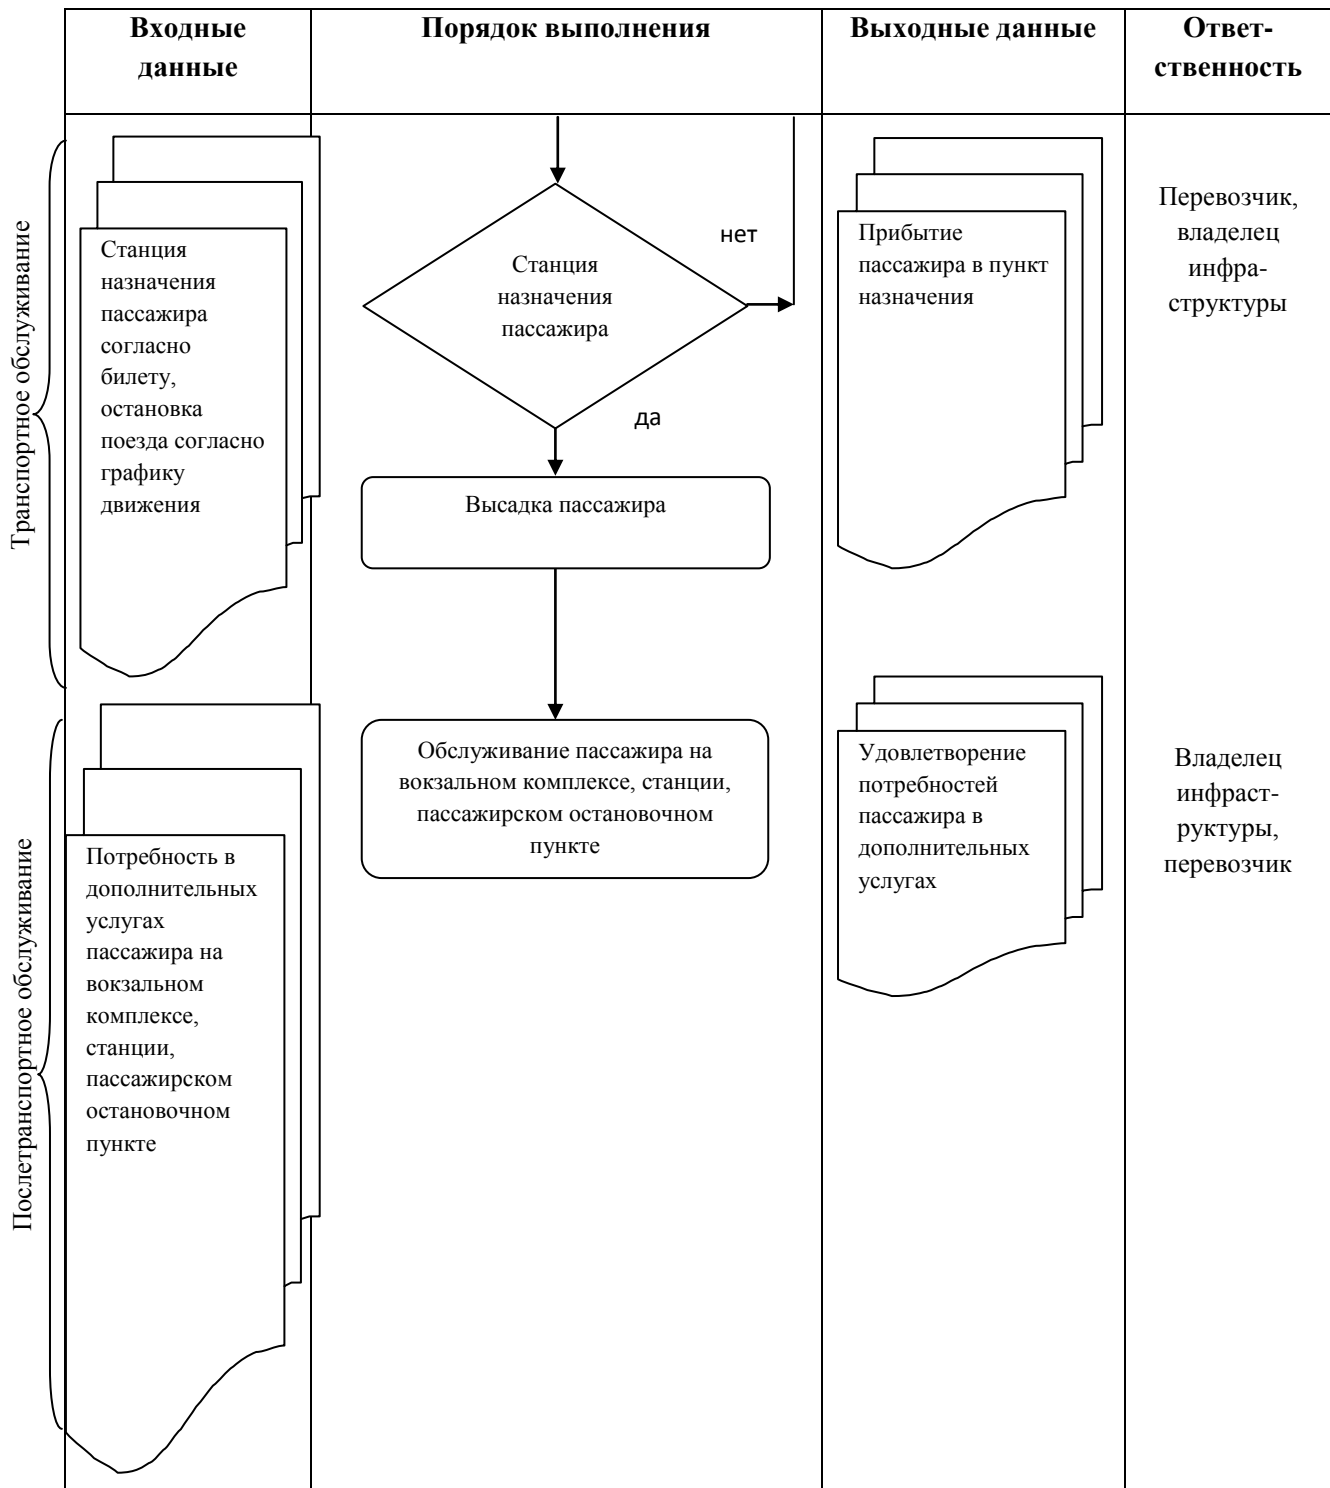 Входные
данные
Порядок выполнения
Выходные данные
Ответ-
ственность
Транспортное обслуживание
Станция
назначения
пассажира
согласно
билету,
остановка
поезда согласно
графику
движения
Станция
назначения
пассажира
нет
да
Высадка пассажира
Прибытие
пассажира в пункт
назначения
Перевозчик,
владелец
инфра-
структуры
Послетранспортное обслуживание
Потребность в
дополнительных
услугах
пассажира на
вокзальном
комплексе,
станции,
пассажирском
остановочном
пункте
Обслуживание пассажира на
вокзальном комплексе, станции,
пассажирском остановочном
пункте
Удовлетворение
потребностей
пассажира в
дополнительных
услугах
Владелец
инфраст-
руктуры,
перевозчик